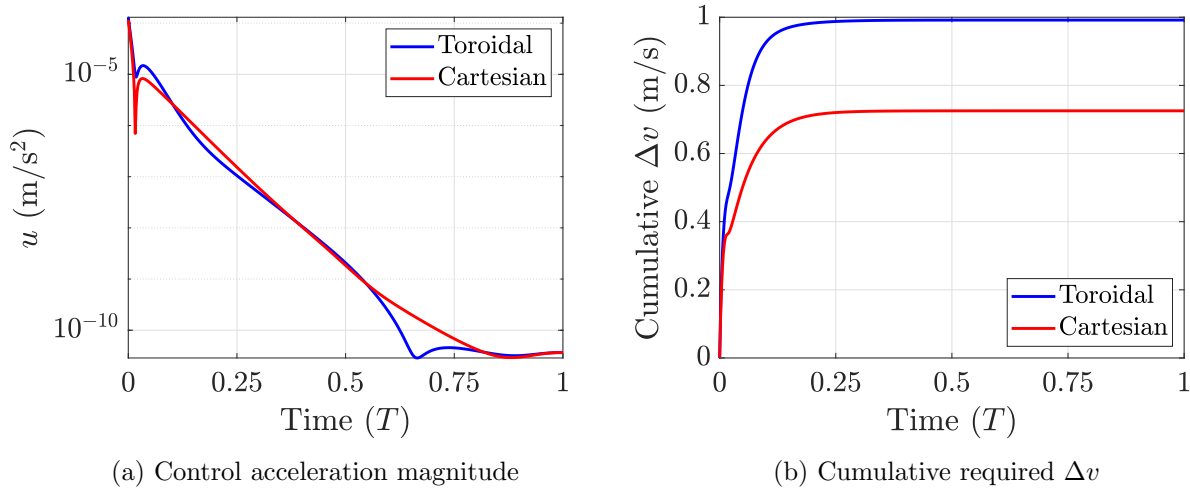 Toroidal
Cartesian
10^{-5}
10^{-10}
u (m/s²)
0 0.25 0.5 0.75 1
Time (T)
(a) Control acceleration magnitude
1
0.8
0.6
0.4
0.2
0
Cumulative Δv (m/s)
Toroidal
Cartesian
0 0.25 0.5 0.75 1
Time (T)
(b) Cumulative required Δv